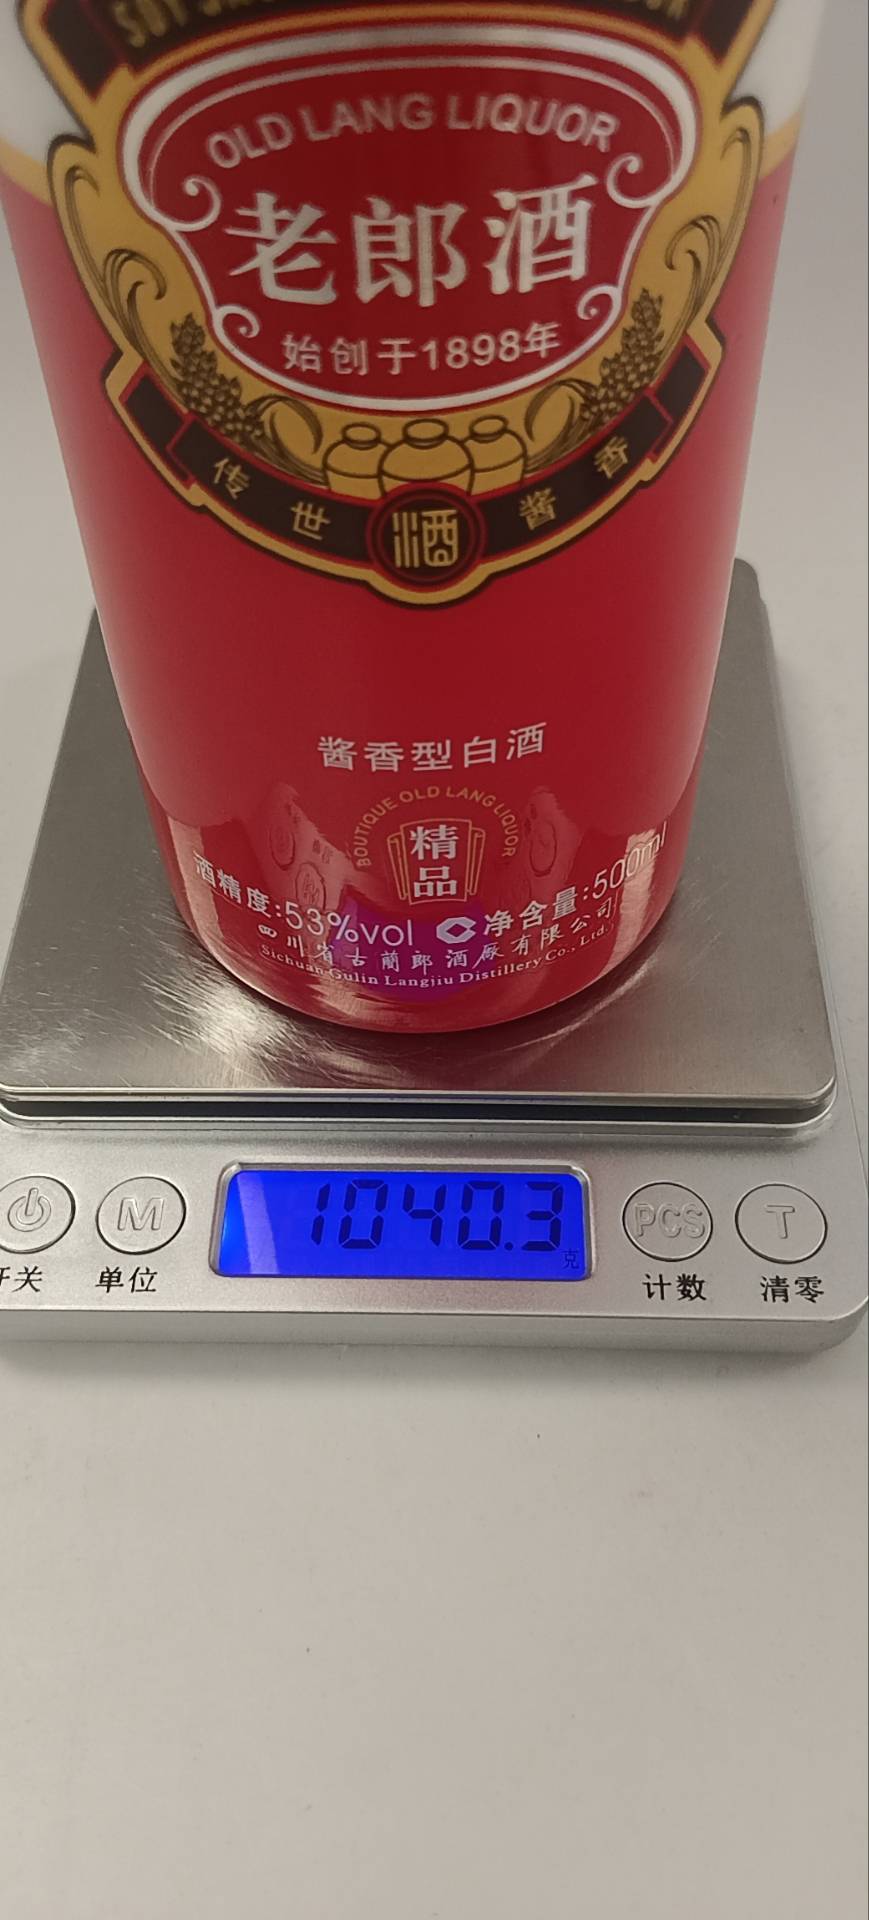 OLD LANG LIQUOR
老郎酒
始创于1898年
传世 酒 酱香
酱香型白酒
BOUTIQUE OLD LANG LIQUOR
精品
酒精度:53%vol 净含量:500ml
四川省古蔺郎酒厰有限公司
Sichuan Gulin Langjiu Distillery Co., Ltd.
1040.3
克
M PCS T
开关 单位 计数 清零